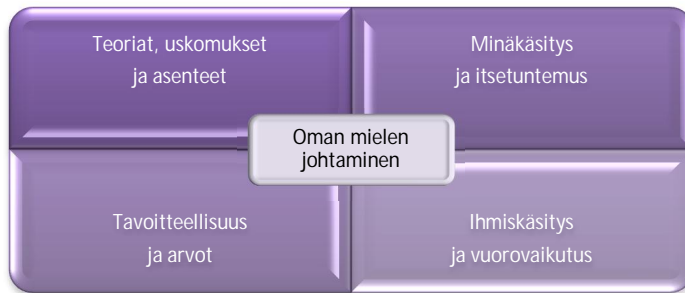 Teoriat, uskomukset
ja asenteet
Minäkäsitys
ja itsetuntemus
Oman mielen
johtaminen
Tavoitteellisuus
ja arvot
Ihmiskäsitys
ja vuorovaikutus